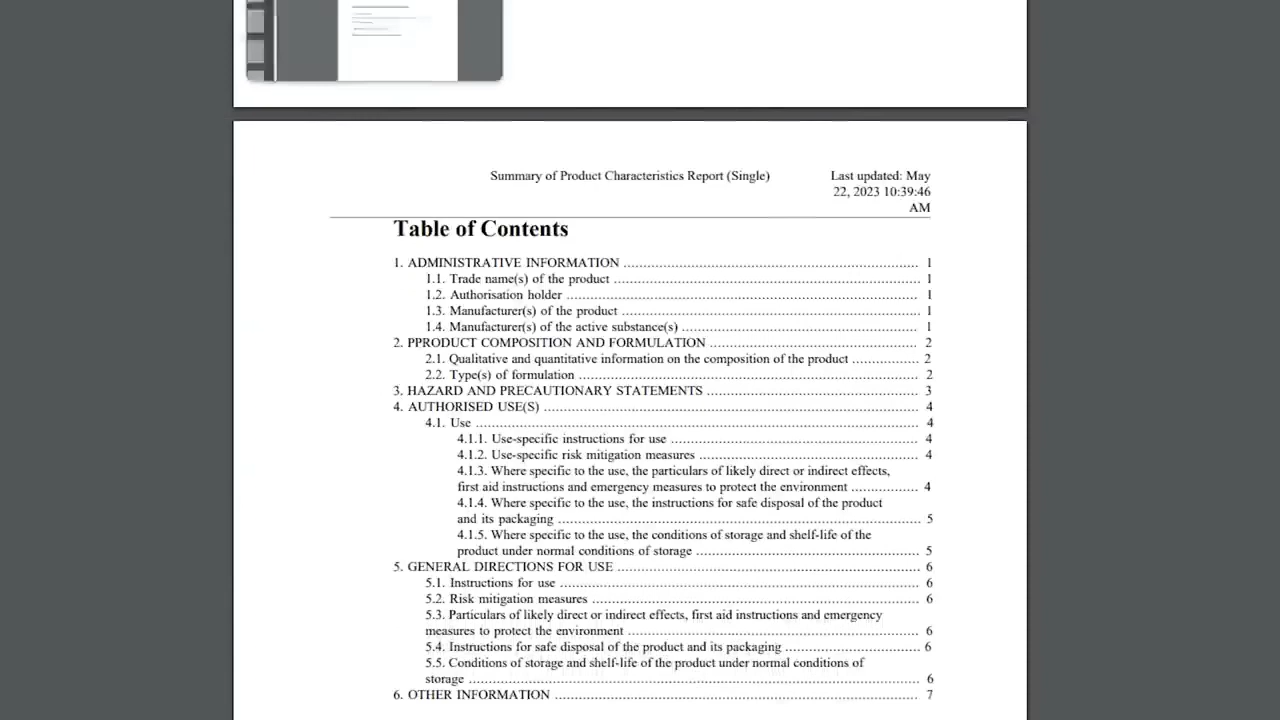 Summary of Product Characteristics Report (Single)
Last updated: May
22, 2023 10:39:46
AM
Table of Contents
1. ADMINISTRATIVE INFORMATION ........................................ 1
1.1. Trade name(s) of the product ........................................ 1
1.2. Authorisation holder ........................................ 1
1.3. Manufacturer(s) of the product ........................................ 1
1.4. Manufacturer(s) of the active substance(s) ........................................ 1
2. PPRODUCT COMPOSITION AND FORMULATION ........................................ 2
2.1. Qualitative and quantitative information on the composition of the product .................... 2
2.2. Type(s) of formulation ........................................ 2
3. HAZARD AND PRECAUTIONARY STATEMENTS ........................................ 3
4. AUTHORISED USE(S) ........................................ 4
4.1. Use ........................................ 4
4.1.1. Use-specific instructions for use ........................................ 4
4.1.2. Use-specific risk mitigation measures ........................................ 4
4.1.3. Where specific to the use, the particulars of likely direct or indirect effects,
first aid instructions and emergency measures to protect the environment .................... 4
4.1.4. Where specific to the use, the instructions for safe disposal of the product
and its packaging ........................................ 5
4.1.5. Where specific to the use, the conditions of storage and shelf-life of the
product under normal conditions of storage ........................................ 5
5. GENERAL DIRECTIONS FOR USE ........................................ 6
5.1. Instructions for use ........................................ 6
5.2. Risk mitigation measures ........................................ 6
5.3. Particulars of likely direct or indirect effects, first aid instructions and emergency
measures to protect the environment ........................................ 6
5.4. Instructions for safe disposal of the product and its packaging .................................... 6
5.5. Conditions of storage and shelf-life of the product under normal conditions of
storage ........................................ 6
6. OTHER INFORMATION ........................................ 7